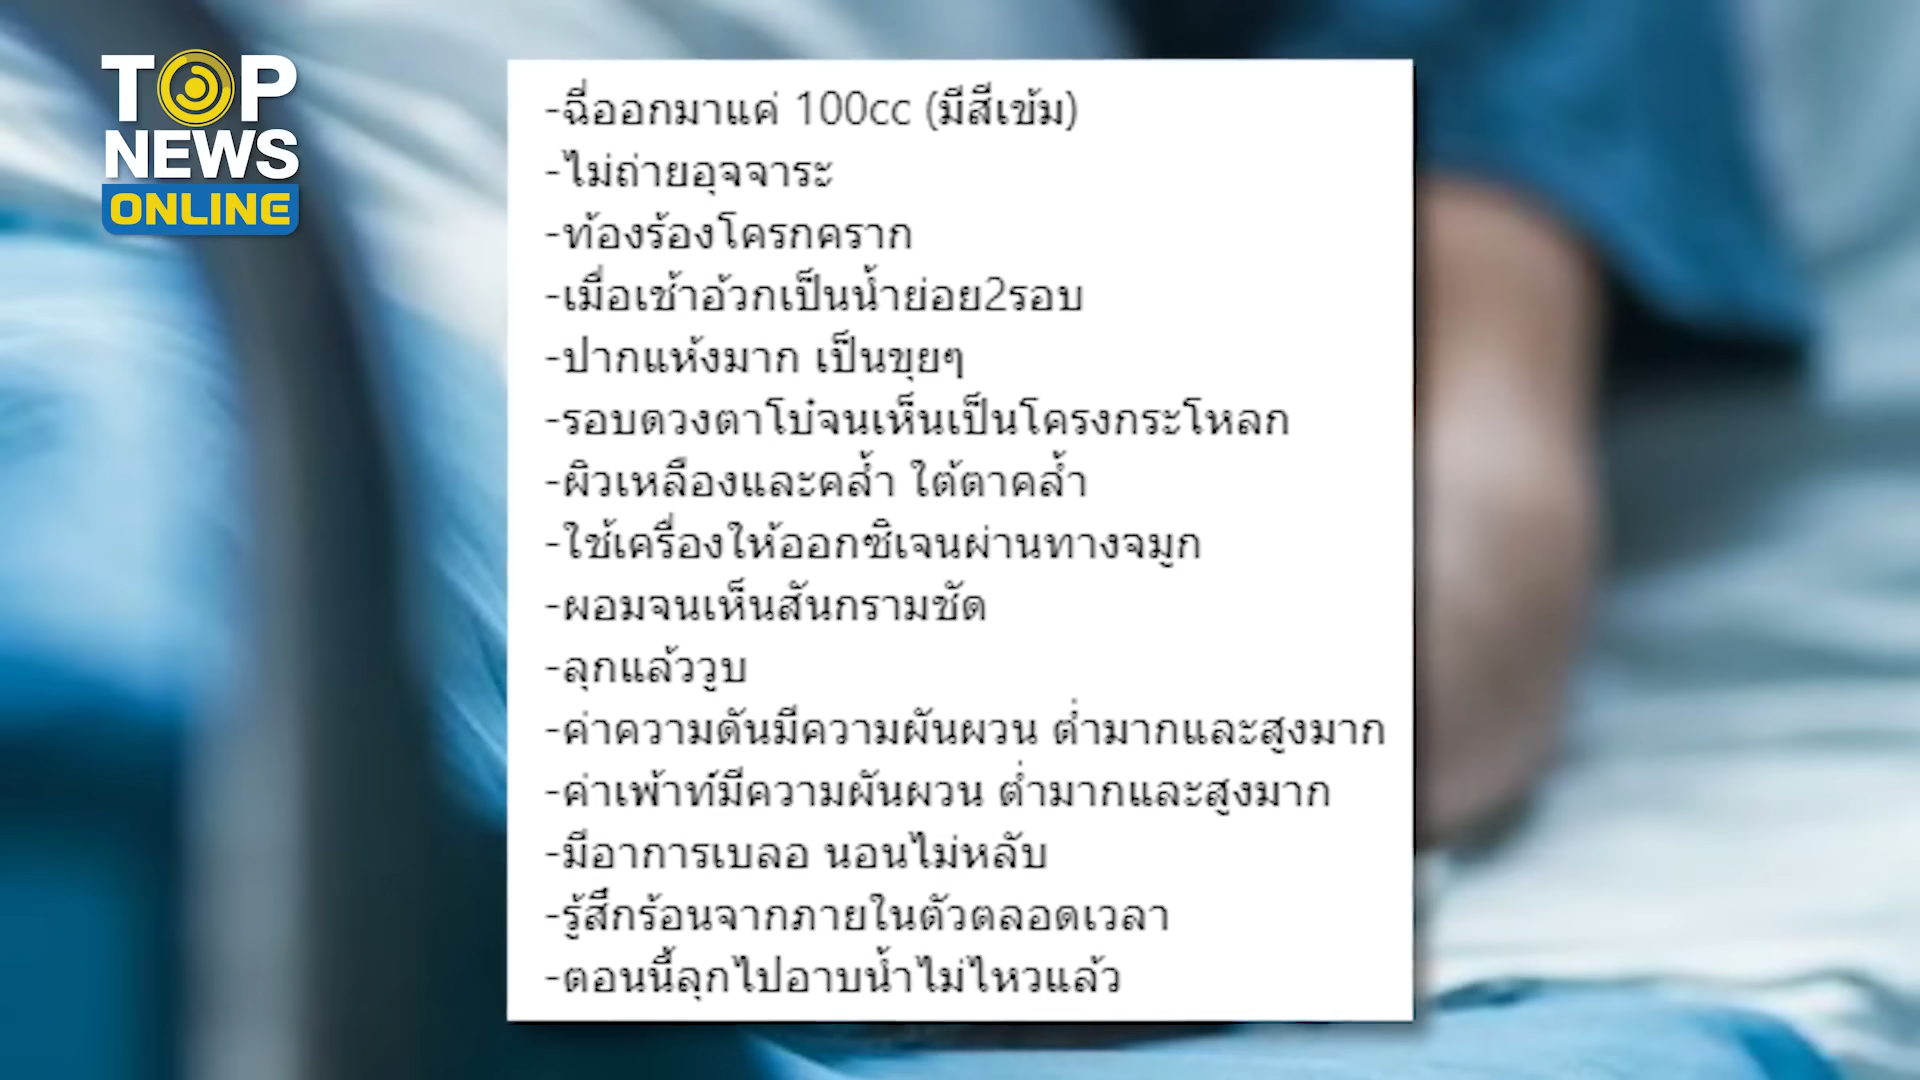 TOP
NEWS
ONLINE
-ฉี่ออกมาแค่ 100cc (มีสีเข้ม)
-ไม่ถ่ายอุจจาระ
-ท้องร้องโครกคราก
-เมื่อเช้าอ้วกเป็นน้ำย่อย2รอบ
-ปากแห้งมาก เป็นขุยๆ
-รอบดวงตาโบ๋จนเห็นเป็นโครงกระโหลก
-ผิวเหลืองและคล้ำ ใต้ตาคล้ำ
-ใช้เครื่องให้ออกซิเจนผ่านทางจมูก
-ผอมจนเห็นสันกรามชัด
-ลุกแล้ววูบ
-ค่าความดันมีความผันผวน ต่ำมากและสูงมาก
-ค่าเพ้าท์มีความผันผวน ต่ำมากและสูงมาก
-มีอาการเบลอ นอนไม่หลับ
-รู้สึกร้อนจากภายในตัวตลอดเวลา
-ตอนนี้ลุกไปอาบน้ำไม่ไหวแล้ว